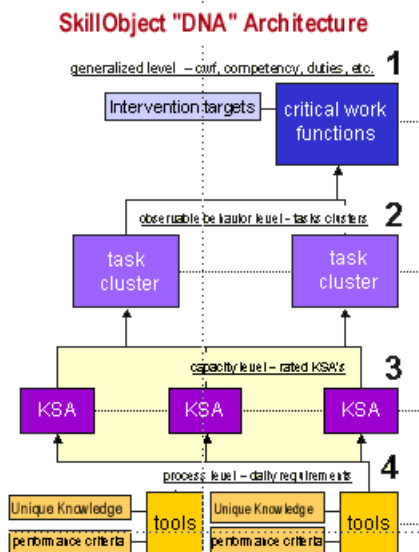 SkillObject "DNA" Architecture
1
generalized level - cwf, competency, duties, etc.
Intervention targets
critical work
functions
2
observable behavior level - tasks clusters
task
cluster
task
cluster
3
capacity level - rated KSA's
KSA
KSA
KSA
4
process level - daily requirements
Unique Knowledge
tools
Unique Knowledge
tools
performance criteria
performance criteria